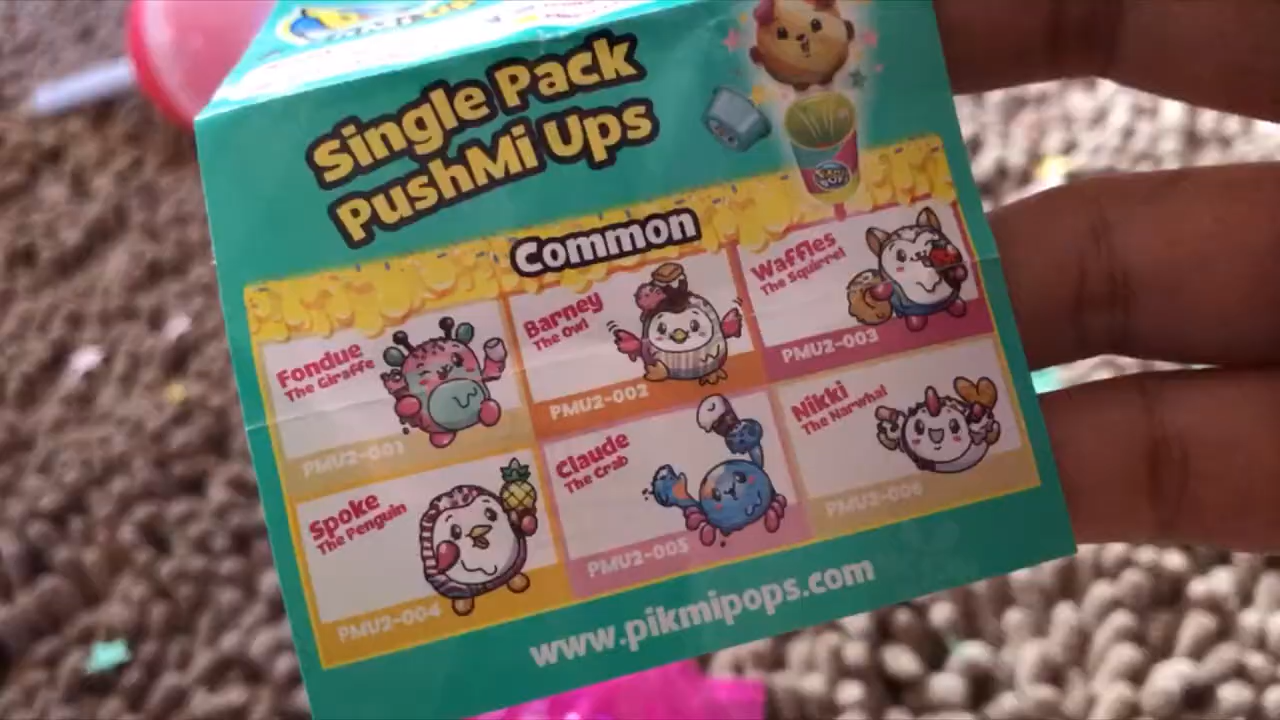 Single Pack
PushMi Ups
Common
Fondue
The Giraffe
PMU2-001
Barney
The Owl
PMU2-002
Waffles
The Squirrel
PMU2-003
Spoke
The Penguin
PMU2-004
Claude
The Crab
PMU2-005
Nikki
The Narwhal
PMU2-006
www.pikmipops.com